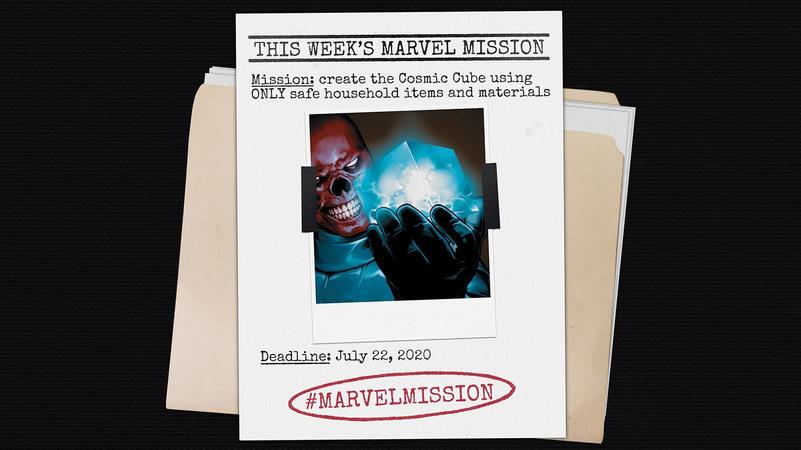 THIS WEEK'S MARVEL MISSION
Mission: create the Cosmic Cube using
ONLY safe household items and materials
Deadline: July 22, 2020
#MARVELMISSION